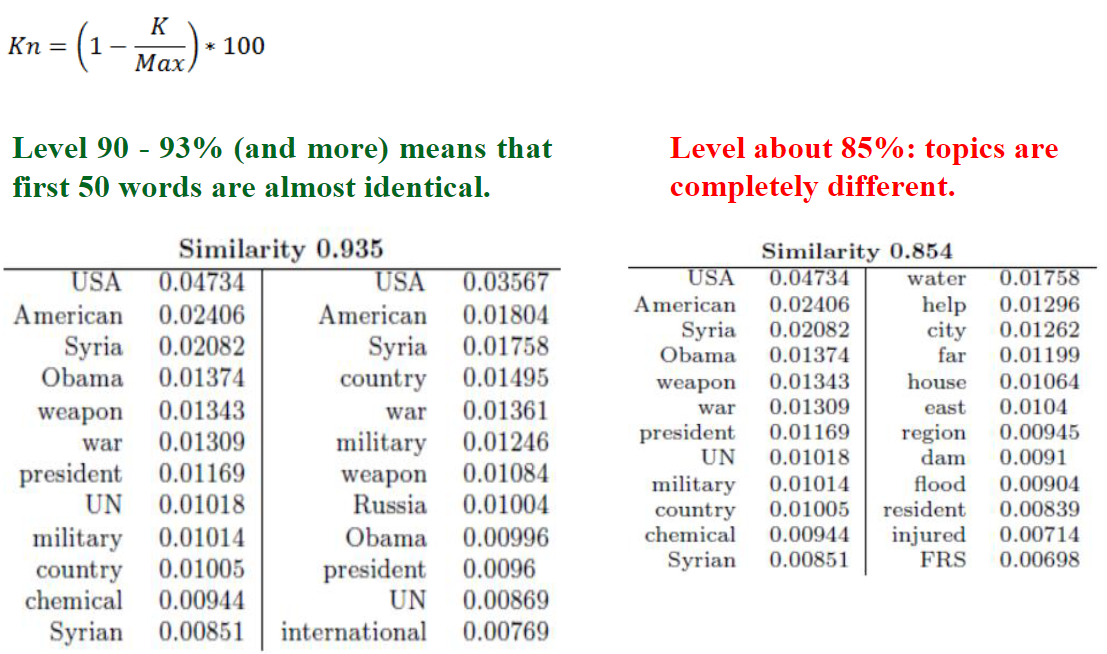 Kn = (1 − K/Max) * 100
Level 90 - 93% (and more) means that
first 50 words are almost identical.
Similarity 0.935
USA 0.04734 USA 0.03567
American 0.02406 American 0.01804
Syria 0.02082 Syria 0.01758
Obama 0.01374 country 0.01495
weapon 0.01343 war 0.01361
war 0.01309 military 0.01246
president 0.01169 weapon 0.01084
UN 0.01018 Russia 0.01004
military 0.01014 Obama 0.00996
country 0.01005 president 0.0096
chemical 0.00944 UN 0.00869
Syrian 0.00851 international 0.00769
Level about 85%: topics are
completely different.
Similarity 0.854
USA 0.04734 water 0.01758
American 0.02406 help 0.01296
Syria 0.02082 city 0.01262
Obama 0.01374 far 0.01199
weapon 0.01343 house 0.01064
war 0.01309 east 0.0104
president 0.01169 region 0.00945
UN 0.01018 dam 0.0091
military 0.01014 flood 0.00904
country 0.01005 resident 0.00839
chemical 0.00944 injured 0.00714
Syrian 0.00851 FRS 0.00698